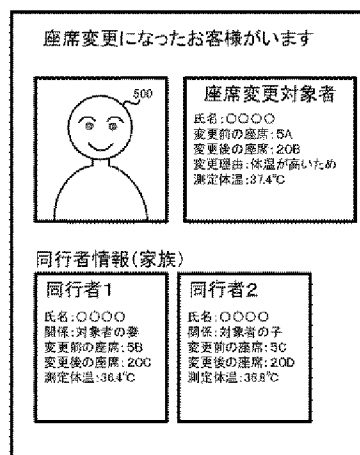 座席変更になったお客様がいます
500
座席変更対象者
氏名:〇〇〇〇
変更前の座席:5A
変更後の座席:20B
変更理由:体温が高いため
測定体温:37.4℃
同行者情報(家族)
同行者1
氏名:〇〇〇〇
関係:対象者の妻
変更前の座席:5B
変更後の座席:20C
測定体温:36.4℃
同行者2
氏名:〇〇〇〇
関係:対象者の子
変更前の座席:5C
変更後の座席:20D
測定体温:36.8℃